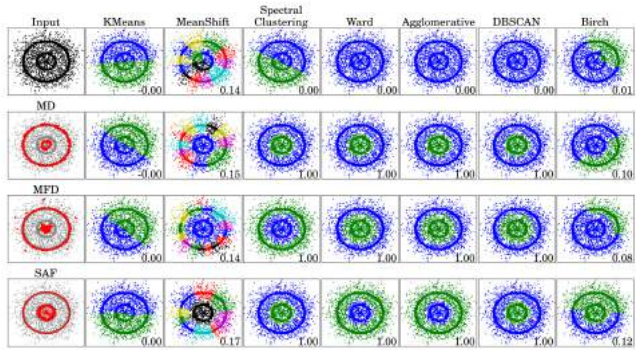 Input KMeans MeanShift Spectral Clustering Ward Agglomerative DBSCAN Birch
-0.00 0.14 0.00 0.00 0.00 0.00 0.01
MD
-0.00 0.15 1.00 1.00 1.00 1.00 0.10
MFD
0.00 0.14 1.00 1.00 1.00 1.00 0.08
SAF
0.00 0.17 1.00 1.00 1.00 1.00 0.12